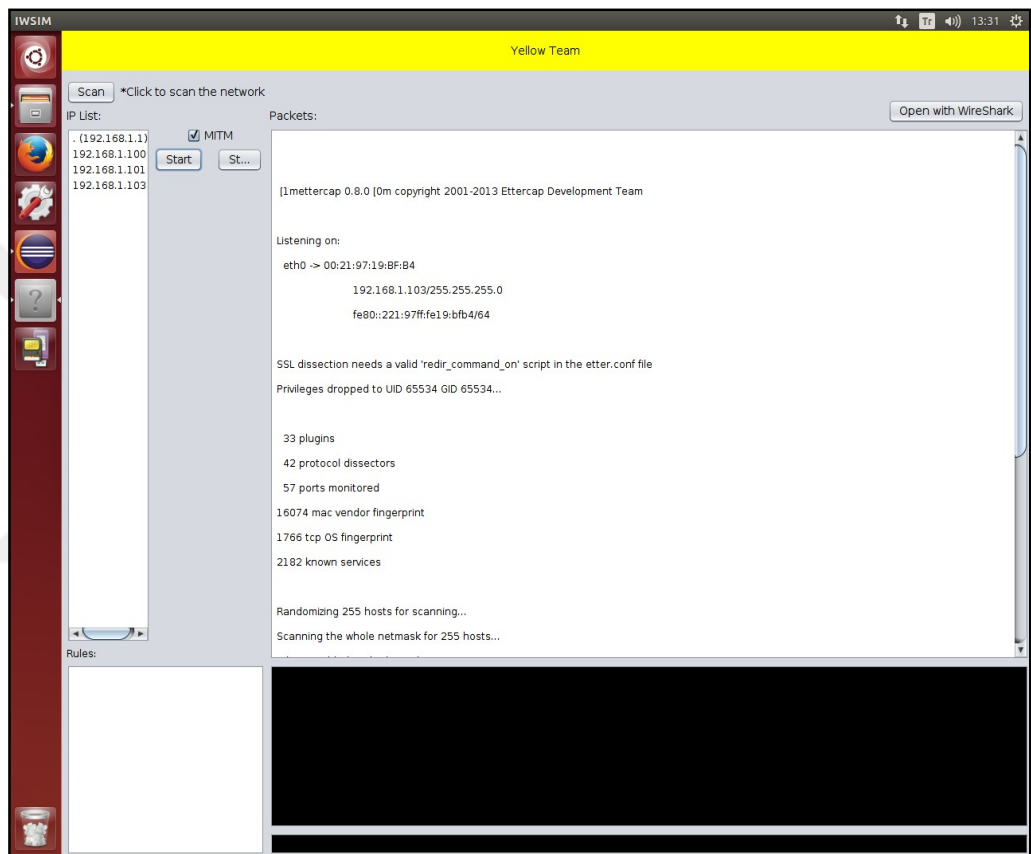 IWSIM
Tr
13:31
Yellow Team
Scan
*Click to scan the network
Open with WireShark
IP List:
Packets:
. (192.168.1.1)
192.168.1.100
192.168.1.101
192.168.1.103
MITM
Start
St...
[1mettercap 0.8.0 [0m copyright 2001-2013 Ettercap Development Team
Listening on:
eth0 -> 00:21:97:19:BF:B4
192.168.1.103/255.255.255.0
fe80::221:97ff:fe19:bfb4/64
SSL dissection needs a valid 'redir_command_on' script in the etter.conf file
Privileges dropped to UID 65534 GID 65534...
33 plugins
42 protocol dissectors
57 ports monitored
16074 mac vendor fingerprint
1766 tcp OS fingerprint
2182 known services
Randomizing 255 hosts for scanning...
Scanning the whole netmask for 255 hosts...
Rules: